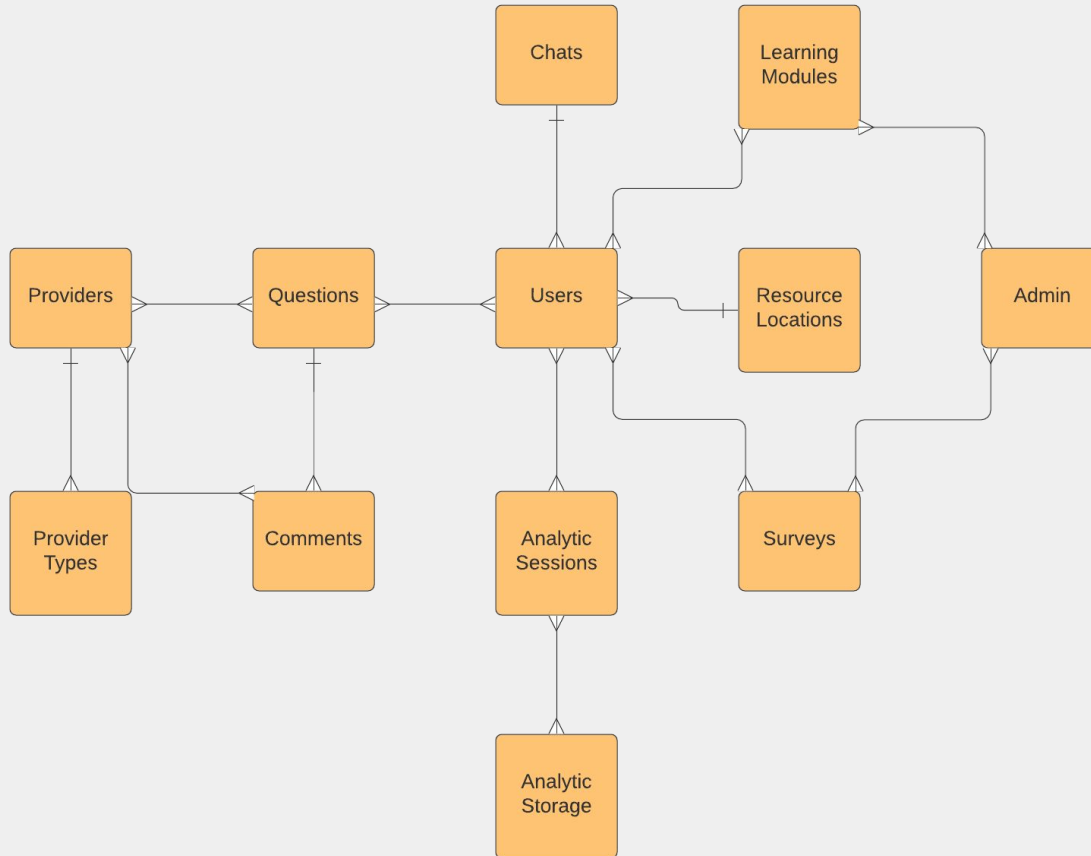 Chats
Learning
Modules
Providers
Questions
Users
Resource
Locations
Admin
Provider
Types
Comments
Analytic
Sessions
Surveys
Analytic
Storage